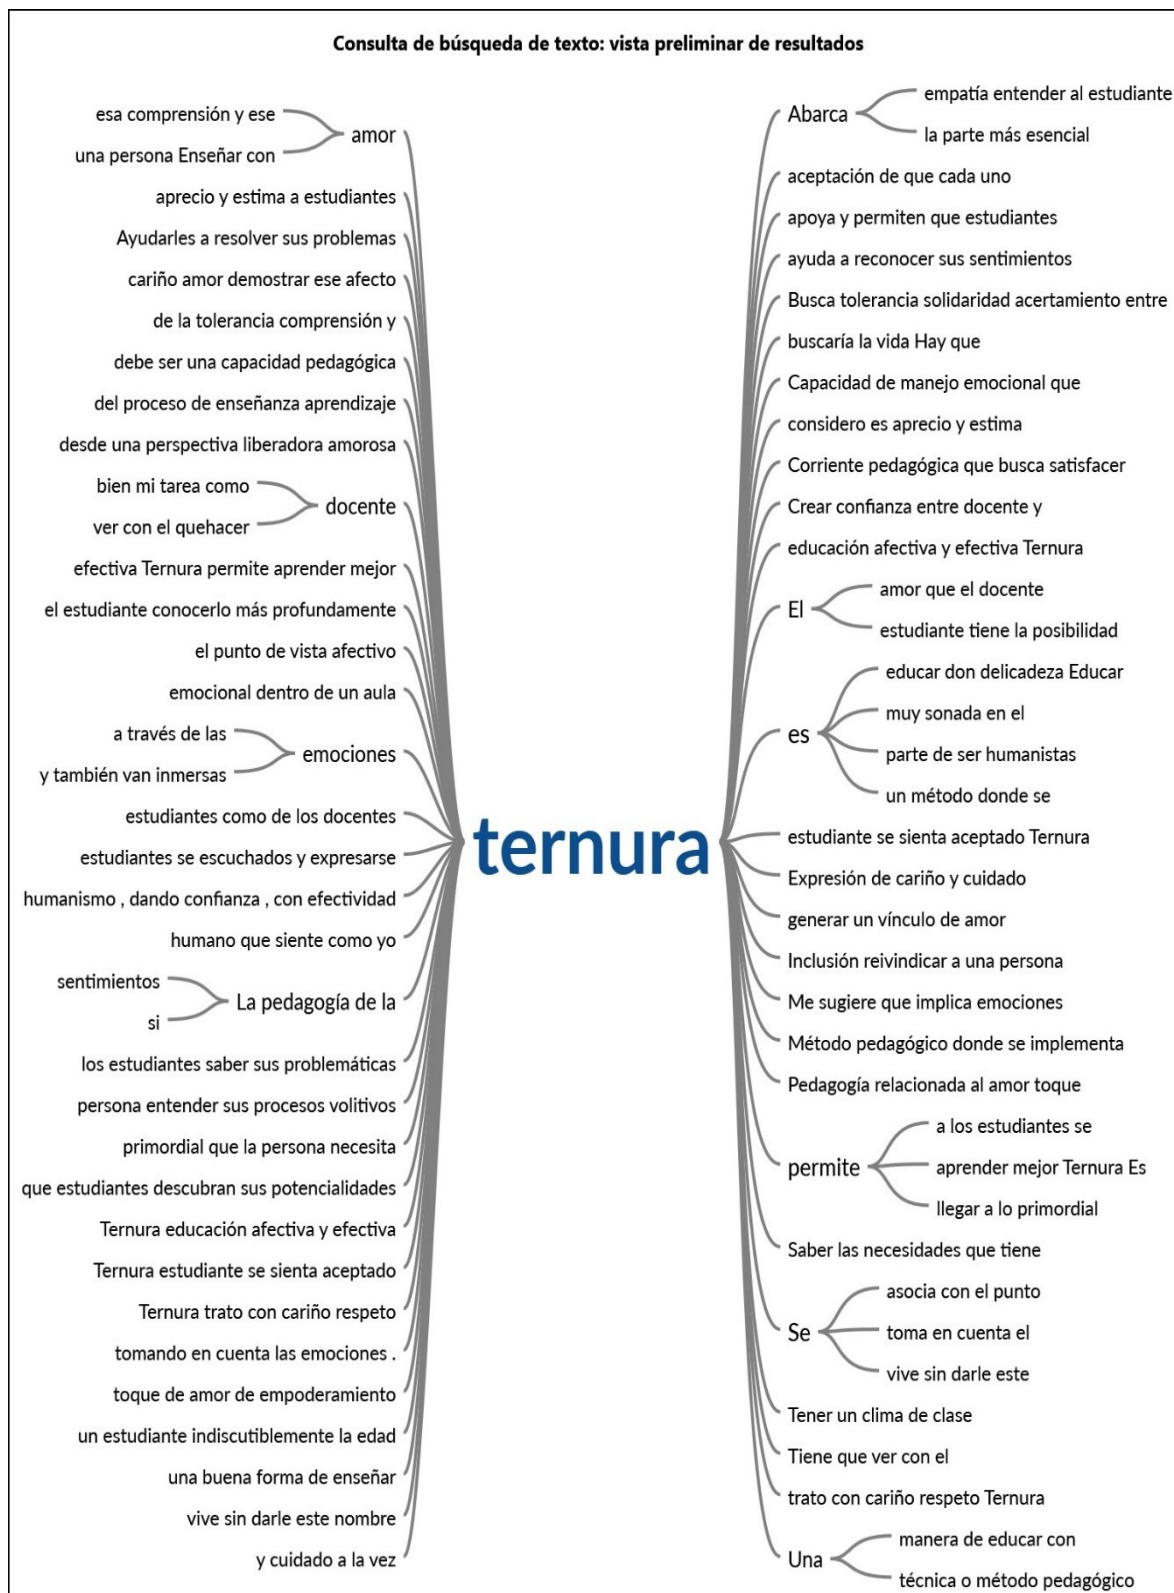 Consulta de búsqueda de texto: vista preliminar de resultados
esa comprensión y ese
una persona Enseñar con
amor
aprecio y estima a estudiantes
Ayudarles a resolver sus problemas
cariño amor demostrar ese afecto
de la tolerancia comprensión y
debe ser una capacidad pedagógica
del proceso de enseñanza aprendizaje
desde una perspectiva liberadora amorosa
bien mi tarea como
ver con el quehacer
docente
efectiva Ternura permite aprender mejor
el estudiante conocerlo más profundamente
el punto de vista afectivo
emocional dentro de un aula
a través de las
y también van inmersas
emociones
estudiantes como de los docentes
estudiantes se escuchados y expresarse
humanismo , dando confianza , con efectividad
humano que siente como yo
sentimientos
si
La pedagogía de la
los estudiantes saber sus problemáticas
persona entender sus procesos volitivos
primordial que la persona necesita
que estudiantes descubran sus potencialidades
Ternura educación afectiva y efectiva
Ternura estudiante se sienta aceptado
Ternura trato con cariño respeto
tomando en cuenta las emociones .
toque de amor de empoderamiento
un estudiante indiscutiblemente la edad
una buena forma de enseñar
vive sin darle este nombre
y cuidado a la vez
ternura
Abarca
empatía entender al estudiante
la parte más esencial
aceptación de que cada uno
apoya y permiten que estudiantes
ayuda a reconocer sus sentimientos
Busca tolerancia solidaridad acertamiento entre
buscaría la vida Hay que
Capacidad de manejo emocional que
considero es aprecio y estima
Corriente pedagógica que busca satisfacer
Crear confianza entre docente y
educación afectiva y efectiva Ternura
El
amor que el docente
estudiante tiene la posibilidad
es
educar don delicadeza Educar
muy sonada en el
parte de ser humanistas
un método donde se
estudiante se sienta aceptado Ternura
Expresión de cariño y cuidado
generar un vínculo de amor
Inclusión reivindicar a una persona
Me sugiere que implica emociones
Método pedagógico donde se implementa
Pedagogía relacionada al amor toque
permite
a los estudiantes se
aprender mejor Ternura Es
llegar a lo primordial
Saber las necesidades que tiene
Se
asocia con el punto
toma en cuenta el
vive sin darle este
Tener un clima de clase
Tiene que ver con el
trato con cariño respeto Ternura
Una
manera de educar con
técnica o método pedagógico